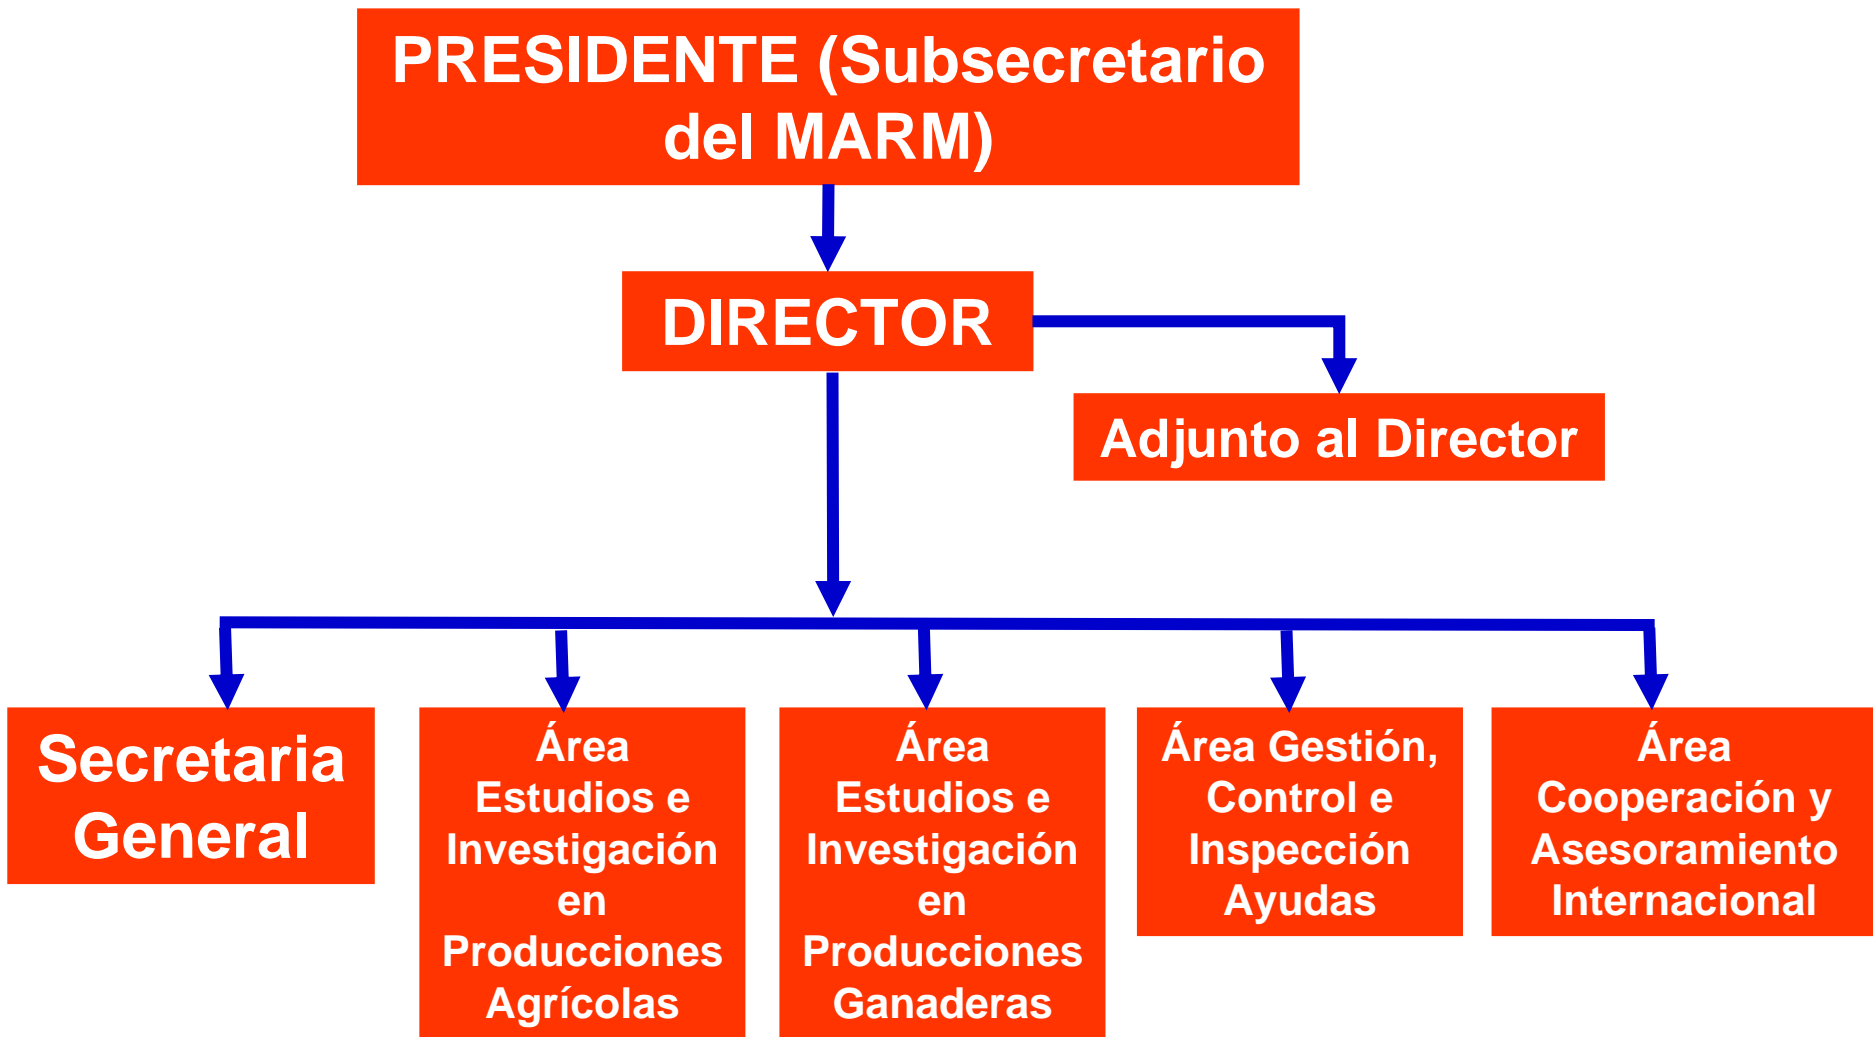 PRESIDENTE (Subsecretario
del MARM)
DIRECTOR
Adjunto al Director
Secretaria
General
Área
Estudios e
Investigación
en
Producciones
Agrícolas
Área
Estudios e
Investigación
en
Producciones
Ganaderas
Área Gestión,
Control e
Inspección
Ayudas
Área
Cooperación y
Asesoramiento
Internacional